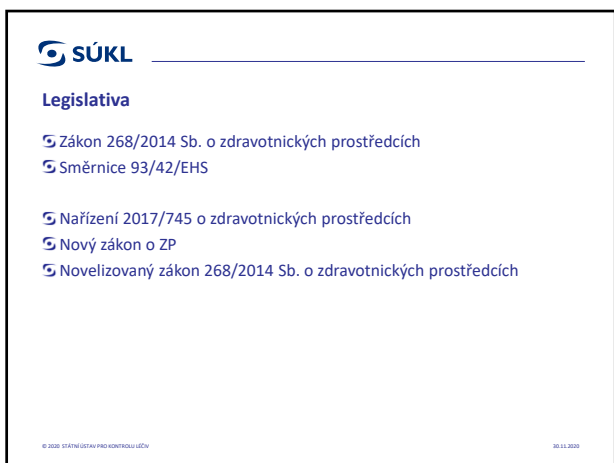 SÚKL
Legislativa
Zákon 268/2014 Sb. o zdravotnických prostředcích
Směrnice 93/42/EHS
Nařízení 2017/745 o zdravotnických prostředcích
Nový zákon o ZP
Novelizovaný zákon 268/2014 Sb. o zdravotnických prostředcích
© 2020 STÁTNÍ ÚSTAV PRO KONTROLU LÉČIV
30.11.2020